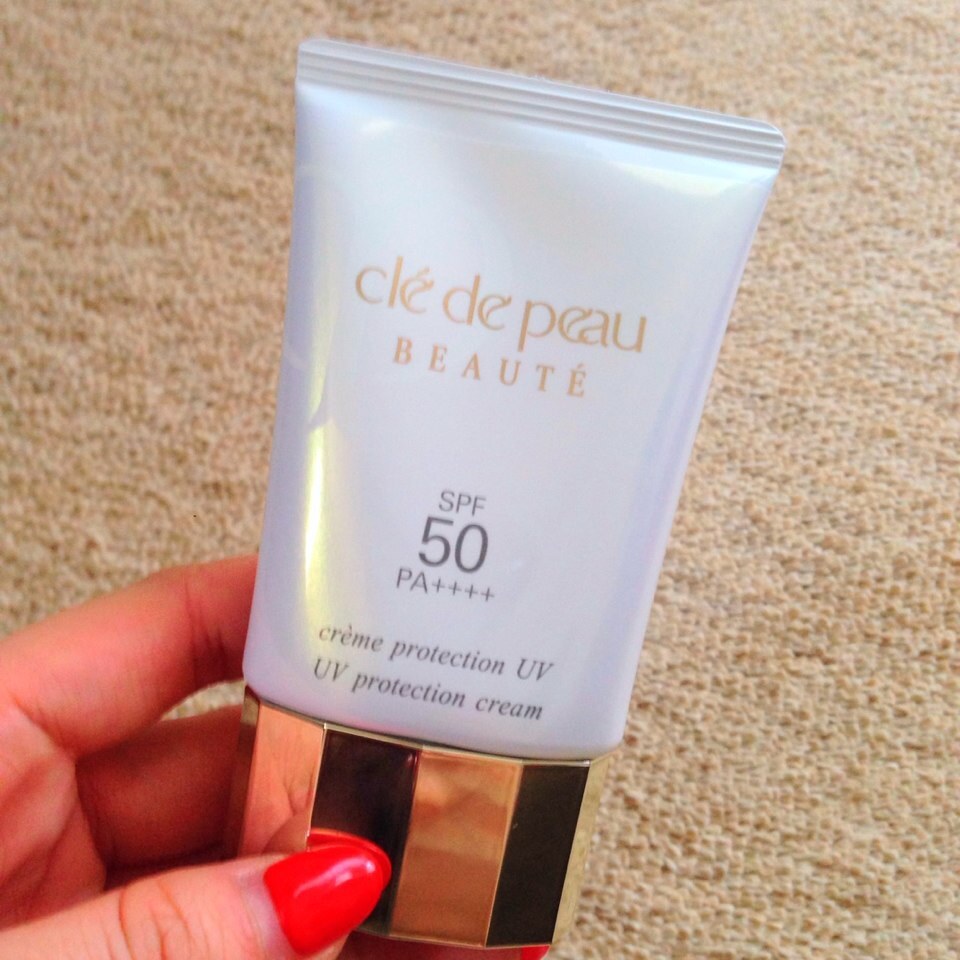 clé de peau
BEAUTÉ
SPF
50
PA++++
crème protection UV
UV protection cream